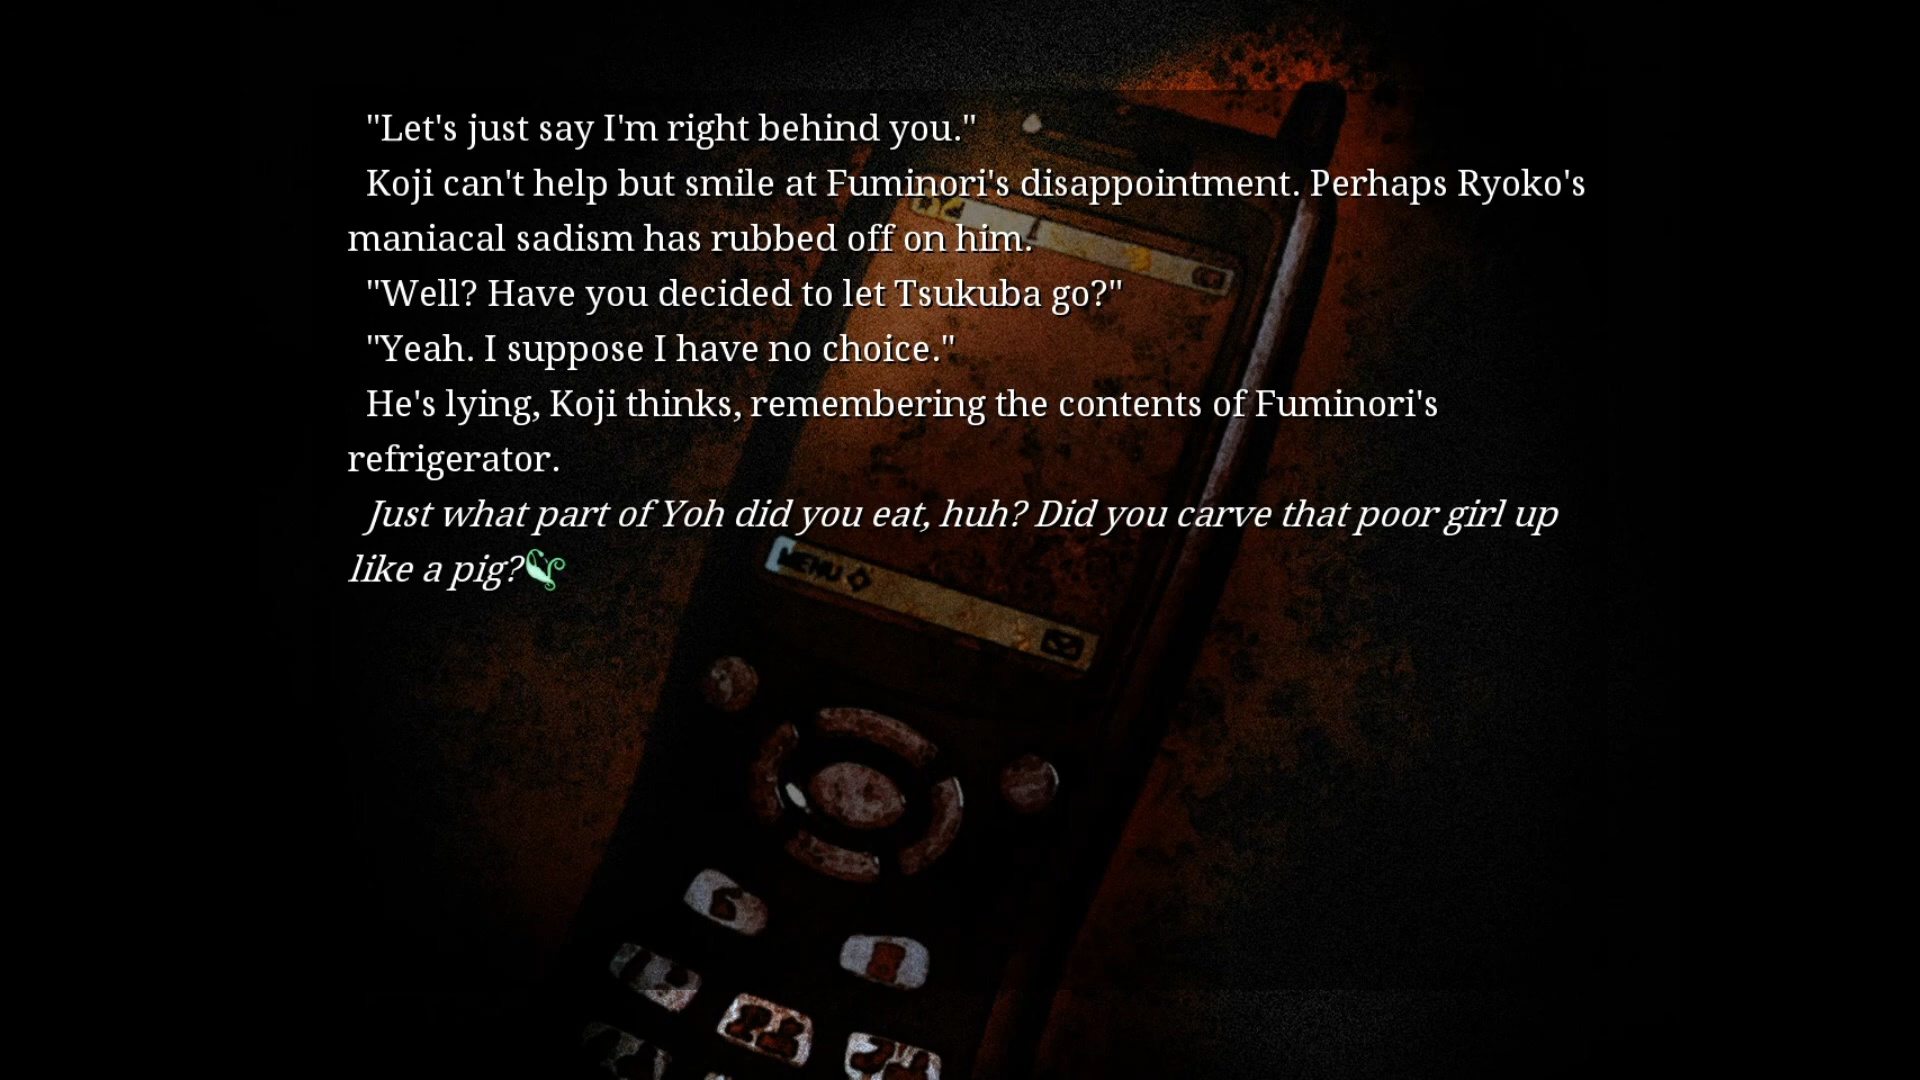 "Let's just say I'm right behind you."
Koji can't help but smile at Fuminori's disappointment. Perhaps Ryoko's
maniacal sadism has rubbed off on him.
"Well? Have you decided to let Tsukuba go?"
"Yeah. I suppose I have no choice."
He's lying, Koji thinks, remembering the contents of Fuminori's
refrigerator.
Just what part of Yoh did you eat, huh? Did you carve that poor girl up
like a pig?
MENU